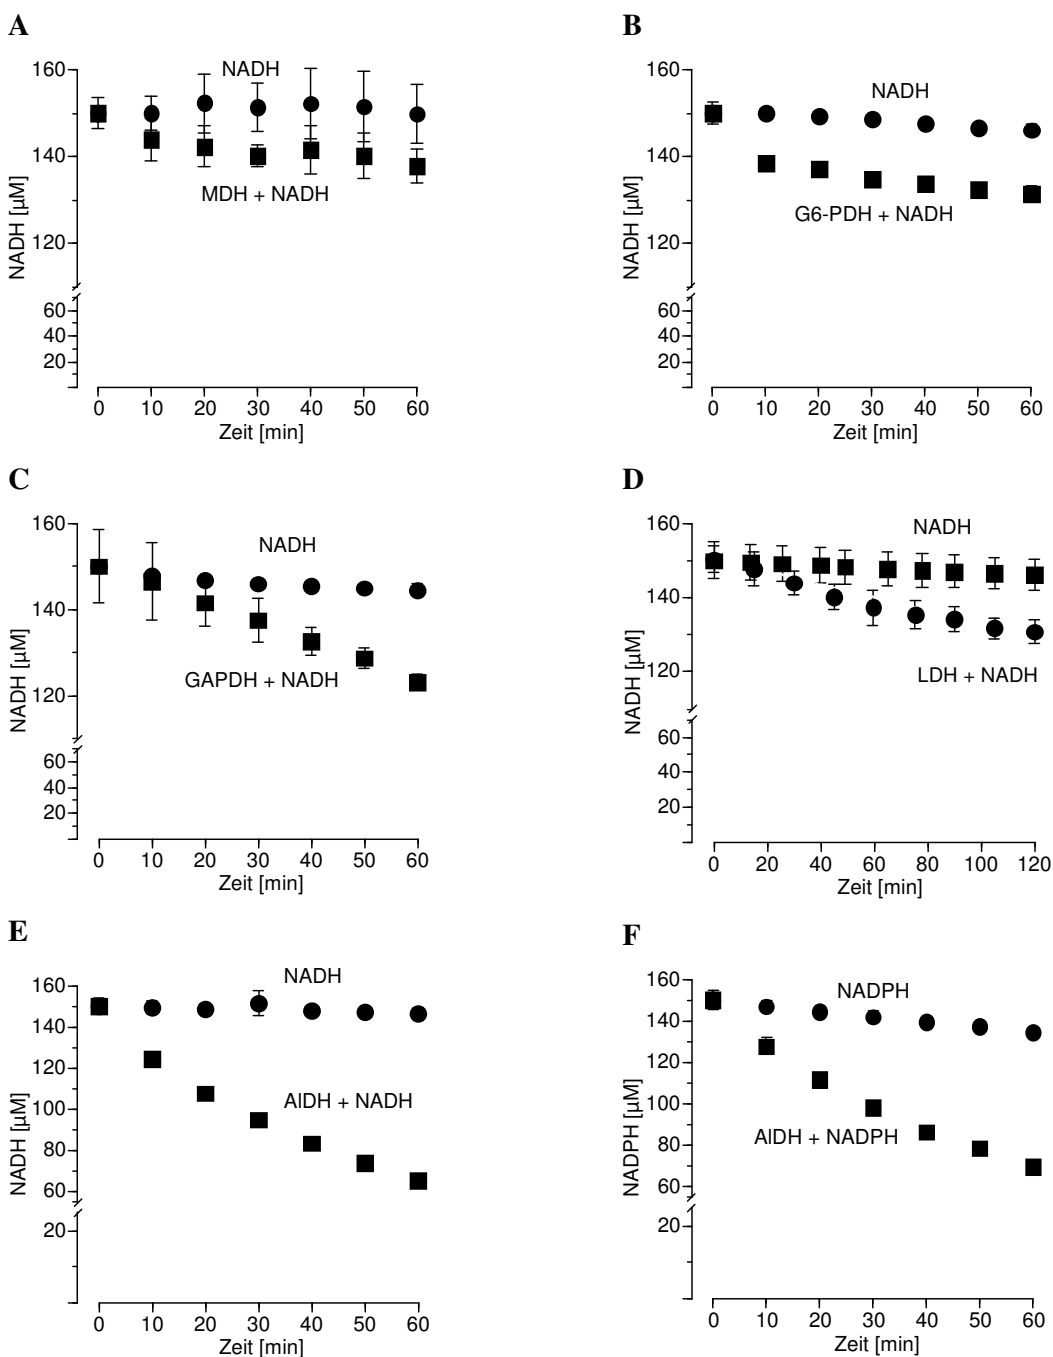 A
160
140
120
60
40
20
NADH [µM]
NADH
MDH + NADH
0 10 20 30 40 50 60
Zeit [min]
B
160
140
120
60
40
20
NADH [µM]
NADH
G6-PDH + NADH
0 10 20 30 40 50 60
Zeit [min]
C
160
140
120
60
40
20
NADH [µM]
NADH
GAPDH + NADH
0 10 20 30 40 50 60
Zeit [min]
D
160
140
120
60
40
20
NADH [µM]
NADH
LDH + NADH
0 20 40 60 80 100 120
Zeit [min]
E
160
140
120
100
80
60
20
NADH [µM]
NADH
AlDH + NADH
0 10 20 30 40 50 60
Zeit [min]
F
160
140
120
100
80
60
20
NADPH [µM]
NADPH
AlDH + NADPH
0 10 20 30 40 50 60
Zeit [min]